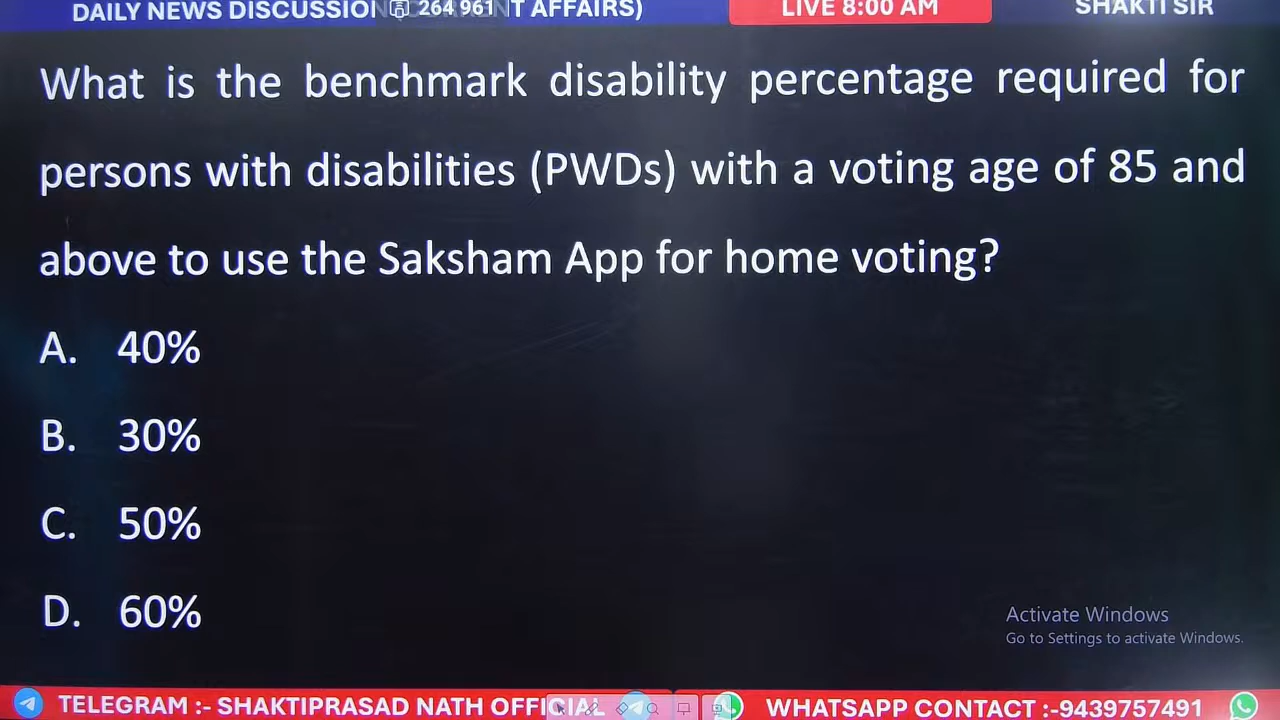 DAILY NEWS DISCUSSION 264 961 T AFFAIRS)
LIVE 8:00 AM
SHAKTI SIR
What is the benchmark disability percentage required for
persons with disabilities (PWDs) with a voting age of 85 and
above to use the Saksham App for home voting?
A. 40%
B. 30%
C. 50%
D. 60%
Activate Windows
Go to Settings to activate Windows.
TELEGRAM :- SHAKTIPRASAD NATH OFFICIAL
WHATSAPP CONTACT :-9439757491